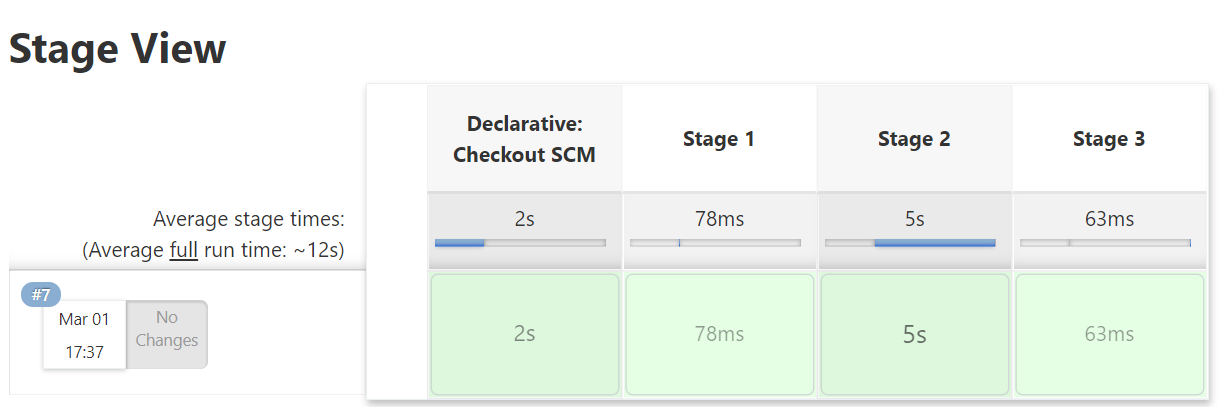 Stage View
Declarative:
Checkout SCM
Stage 1
Stage 2
Stage 3
Average stage times:
(Average full run time: ~12s)
2s
78ms
5s
63ms
#7
Mar 01
17:37
No
Changes
2s
78ms
5s
63ms